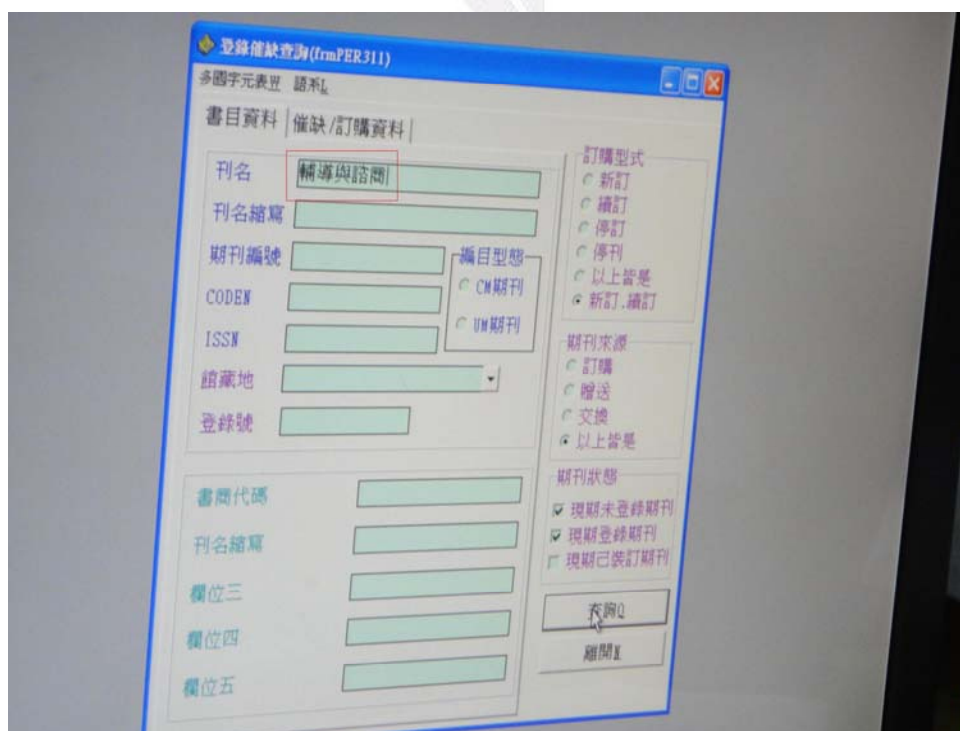 登錄催缺查詢(frmPER311)
多國字元表W 語系L
書目資料 催缺/訂購資料
刊名 輔導與諮商
刊名縮寫
期刊編號
CODEN
ISSN
館藏地
登錄號
編目型態
CM期刊
UM期刊
書商代碼
刊名縮寫
欄位三
欄位四
欄位五
訂購型式
新訂
續訂
停訂
停刊
以上皆是
新訂.續訂
期刊來源
訂購
贈送
交換
以上皆是
期刊狀態
現期未登錄期刊
現期登錄期刊
現期已裝訂期刊
查詢Q
離開X